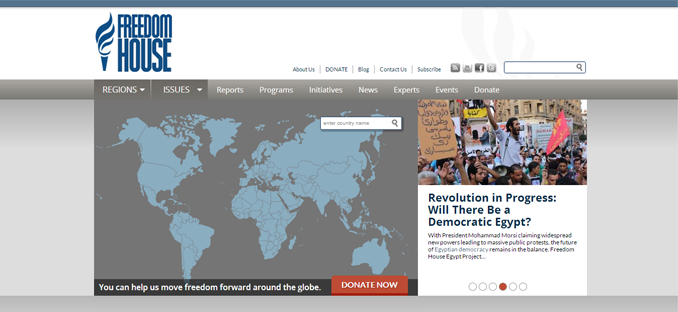 FREEDOM
HOUSE
About Us DONATE Blog Contact Us Subscribe
REGIONS ISSUES Reports Programs Initiatives News Experts Events Donate
enter country name
Revolution in Progress:
Will There Be a
Democratic Egypt?
With President Mohammad Morsi claiming widespread
new powers leading to massive public protests, the future
of Egyptian democracy remains in the balance. Freedom
House Egypt Project...
You can help us move freedom forward around the globe. DONATE NOW